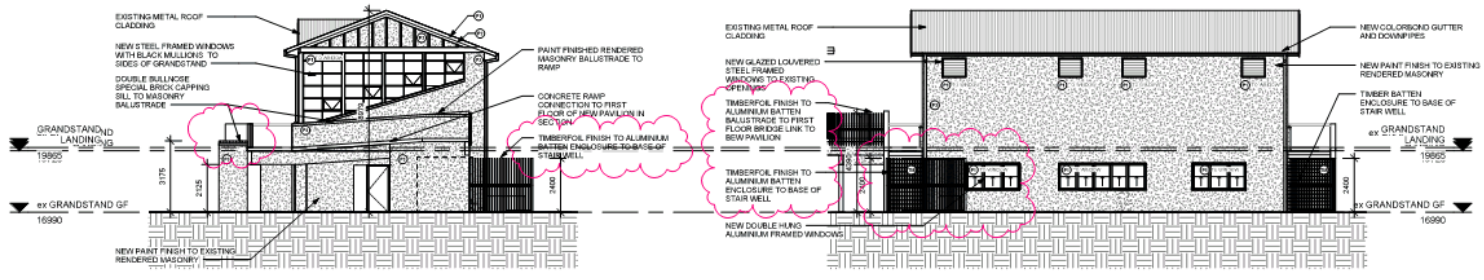 EXISTING METAL ROOF
CLADDING
NEW STEEL FRAMED WINDOWS
WITH BLACK MULLIONS TO
SIDES OF GRANDSTAND
DOUBLE BULLNOSE
SPECIAL BRICK CAPPING
SILL TO MASONRY
BALUSTRADE
GRANDSTAND
LANDING
19865
3175
2125
ex GRANDSTAND GF
16990
NEW PAINT FINISH TO EXISTING
RENDERED MASONRY
PAINT FINISHED RENDERED
MASONRY BALUSTRADE TO
RAMP
CONCRETE RAMP
CONNECTION TO FIRST
FLOOR OF NEW PAVILION IN
SECTION
TIMBERFOIL FINISH TO ALUMINIUM
BATTEN ENCLOSURE TO BASE OF
STAIR WELL
2400
EXISTING METAL ROOF
CLADDING
NEW GLAZED LOUVERED
STEEL FRAMED
WINDOWS TO EXISTING
OPENINGS
TIMBERFOIL FINISH TO
ALUMINIUM BATTEN
BALUSTRADE TO FIRST
FLOOR BRIDGE LINK TO
BEW PAVILION
TIMBERFOIL FINISH TO
ALUMINIUM BATTEN
ENCLOSURE TO BASE OF
STAIR WELL
NEW DOUBLE HUNG
ALUMINIUM FRAMED WINDOWS
2400
NEW COLORBOND GUTTER
AND DOWNPIPES
NEW PAINT FINISH TO EXISTING
RENDERED MASONRY
TIMBER BATTEN
ENCLOSURE TO BASE OF
STAIR WELL
ex GRANDSTAND
LANDING
19865
2400
ex GRANDSTAND GF
16990